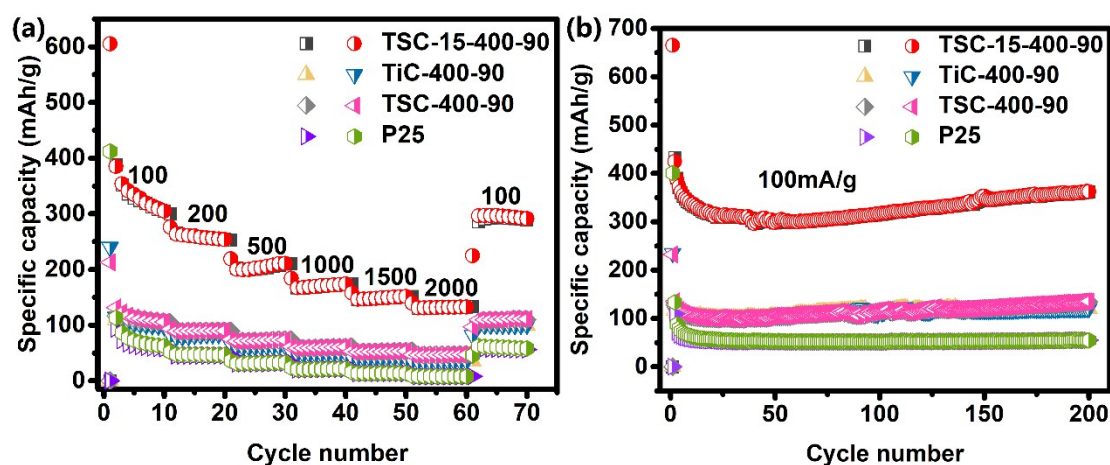 (a)
Specific capacity (mAh/g)
600
500
400
300
200
100
0
TSC-15-400-90
TiC-400-90
TSC-400-90
P25
100
200
500
1000
1500
2000
100
0 10 20 30 40 50 60 70
Cycle number
(b)
Specific capacity (mAh/g)
700
600
500
400
300
200
100
0
TSC-15-400-90
TiC-400-90
TSC-400-90
P25
100mA/g
0 50 100 150 200
Cycle number